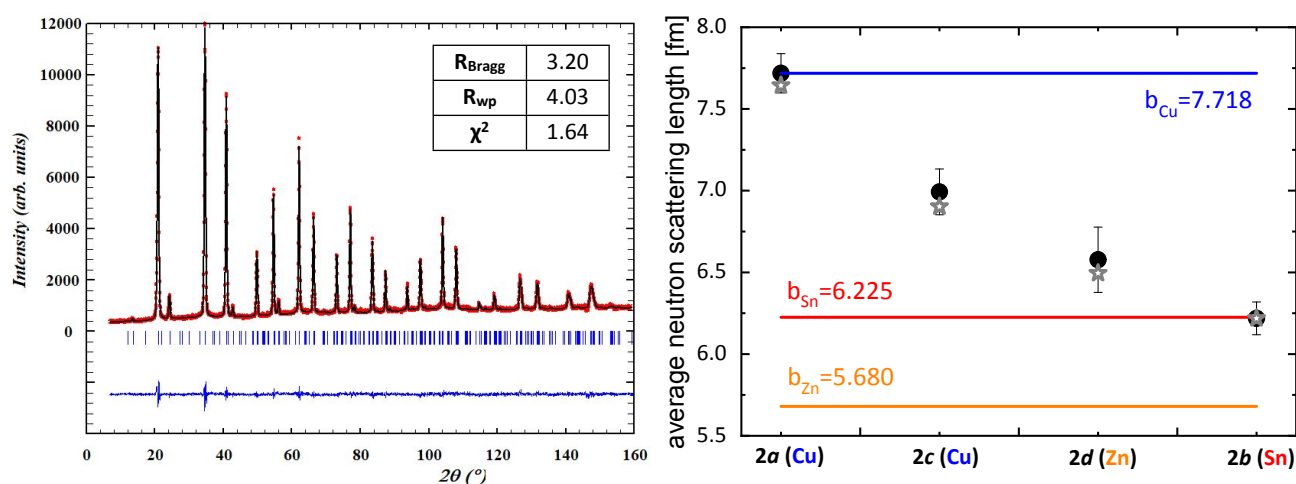 12000
10000
8000
6000
4000
2000
0
Intensity (arb. units)
R_Bragg 3.20
R_wp 4.03
χ² 1.64
0 20 40 60 80 100 120 140 160
2θ (°)
8.0
7.5
7.0
6.5
6.0
5.5
average neutron scattering length [fm]
b_Cu=7.718
b_Sn=6.225
b_Zn=5.680
2a (Cu) 2c (Cu) 2d (Zn) 2b (Sn)